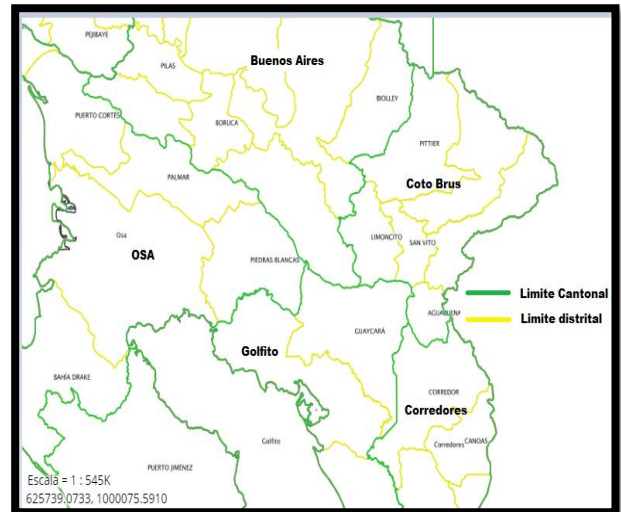 PEJIBAYE
Buenos Aires
PILAS
BIOLLEY
PUERTO CORTÉS
BORUCA
PITTIER
PALMAR
Coto Brus
Osa
LIMONCITO
SAN VITO
OSA
PIEDRAS BLANCAS
Limite Cantonal
AGUABUENA
Limite distrital
GUAYCARÁ
Golfito
BAHÍA DRAKE
CORREDOR
Corredores
Golfito
Corredores
CANOAS
PUERTO JIMÉNEZ
Escala = 1 : 545K
625739.0733, 1000075.5910